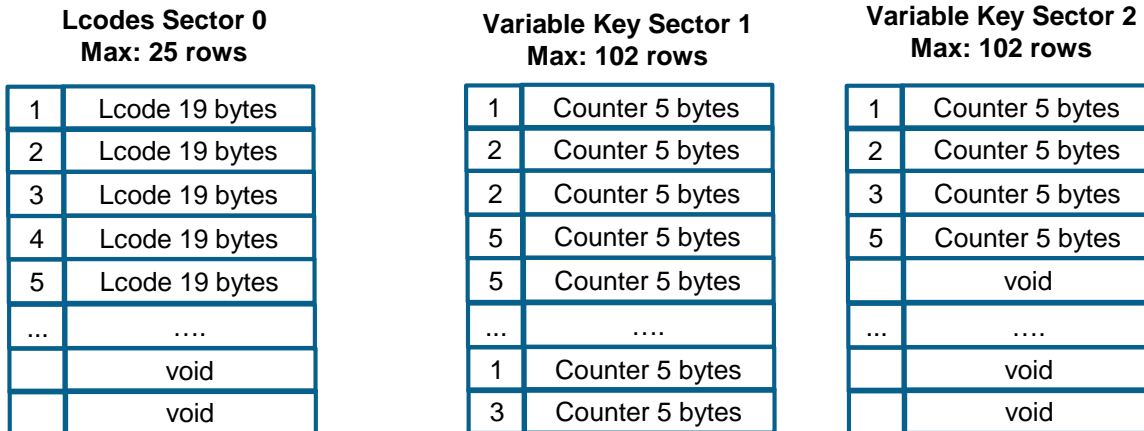 Lcodes Sector 0
Max: 25 rows
1 Lcode 19 bytes
2 Lcode 19 bytes
3 Lcode 19 bytes
4 Lcode 19 bytes
5 Lcode 19 bytes
... ....
void
void
Variable Key Sector 1
Max: 102 rows
1 Counter 5 bytes
2 Counter 5 bytes
2 Counter 5 bytes
5 Counter 5 bytes
5 Counter 5 bytes
... ....
1 Counter 5 bytes
3 Counter 5 bytes
Variable Key Sector 2
Max: 102 rows
1 Counter 5 bytes
2 Counter 5 bytes
3 Counter 5 bytes
5 Counter 5 bytes
void
... ....
void
void